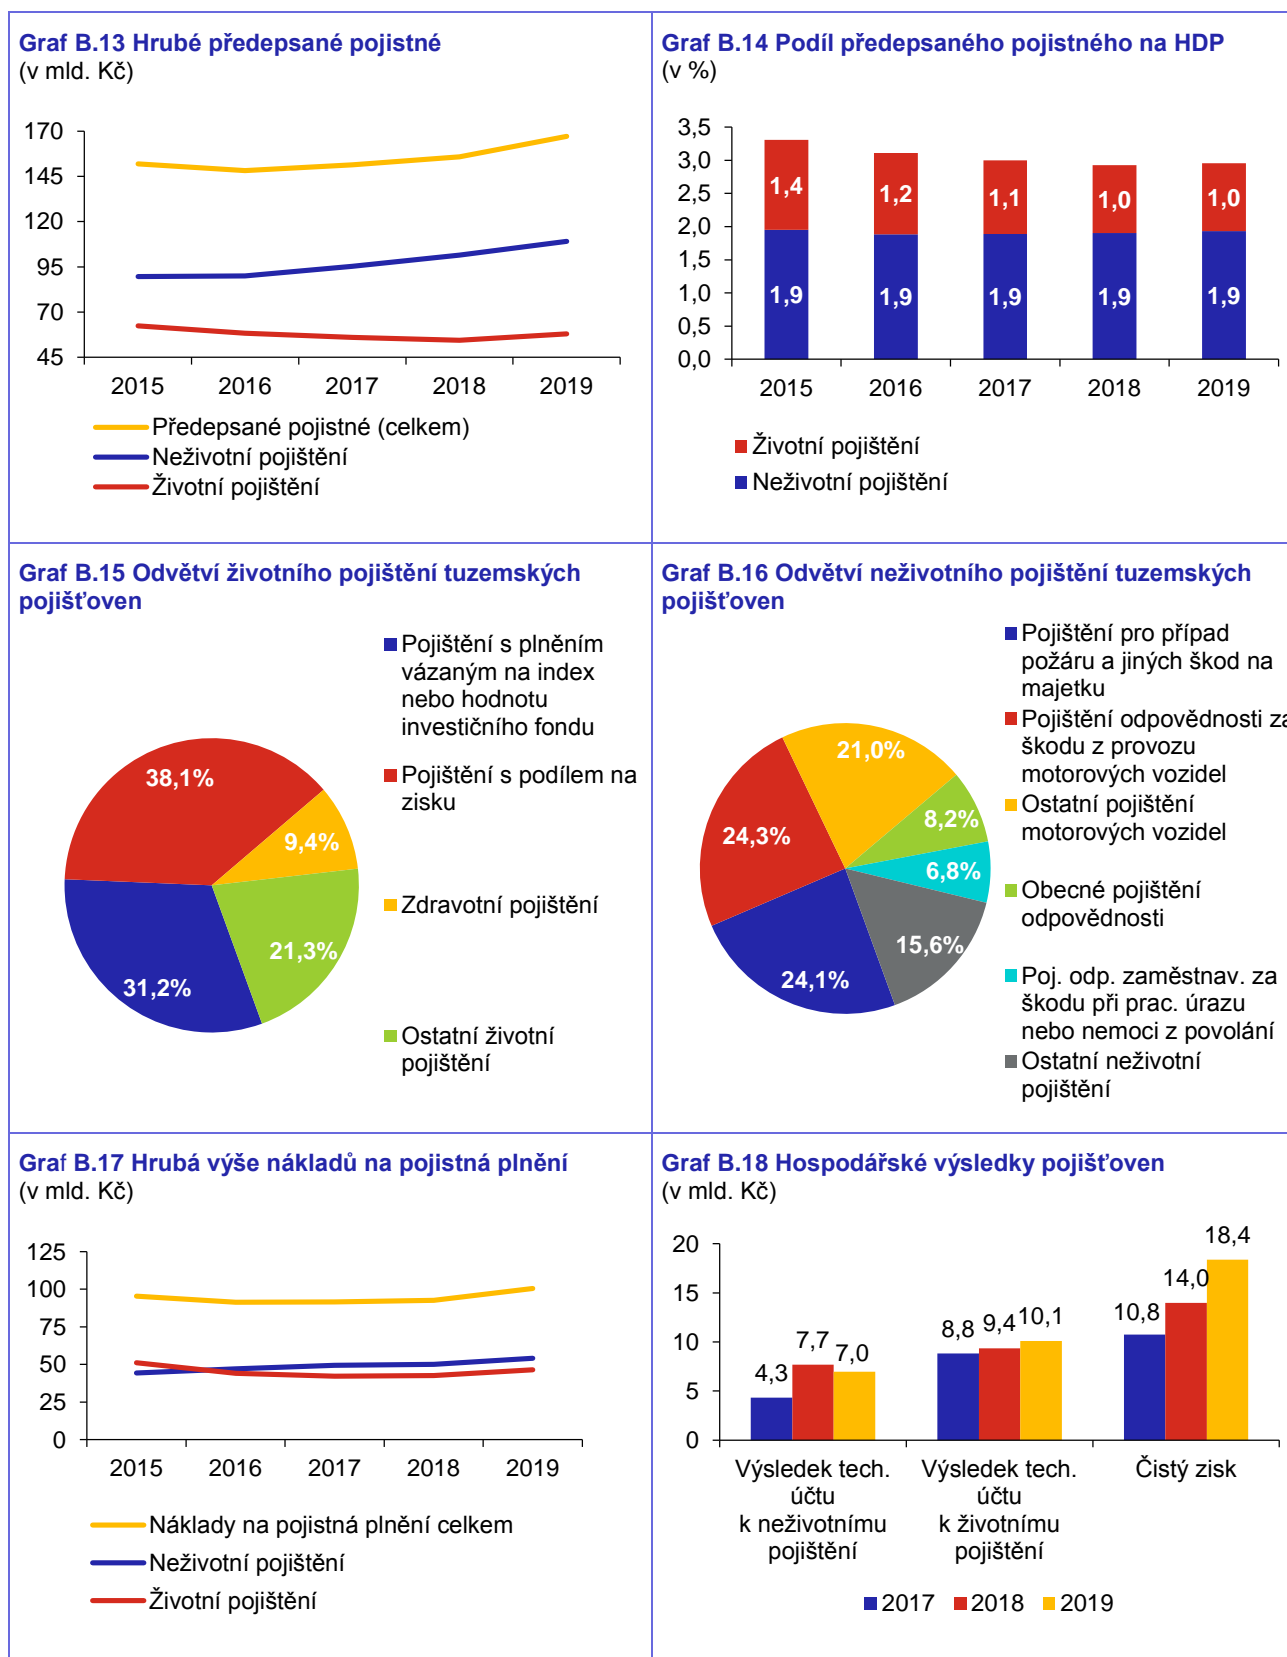 Graf B.13 Hrubé předepsané pojistné
(v mld. Kč)
170
145
120
95
70
45
2015 2016 2017 2018 2019
Předepsané pojistné (celkem)
Neživotní pojištění
Životní pojištění
Graf B.14 Podíl předepsaného pojistného na HDP
(v %)
3,5
3,0
2,5
2,0
1,5
1,0
0,5
0,0
1,4 1,2 1,1 1,0 1,0
1,9 1,9 1,9 1,9 1,9
2015 2016 2017 2018 2019
Životní pojištění
Neživotní pojištění
Graf B.15 Odvětví životního pojištění tuzemských
pojišťoven
38,1%
9,4%
21,3%
31,2%
Pojištění s plněním
vázaným na index
nebo hodnotu
investičního fondu
Pojištění s podílem na
zisku
Zdravotní pojištění
Ostatní životní
pojištění
Graf B.16 Odvětví neživotního pojištění tuzemských
pojišťoven
21,0%
8,2%
24,3%
6,8%
15,6%
24,1%
Pojištění pro případ
požáru a jiných škod na
majetku
Pojištění odpovědnosti za
škodu z provozu
motorových vozidel
Ostatní pojištění
motorových vozidel
Obecné pojištění
odpovědnosti
Poj. odp. zaměstnav. za
škodu při prac. úrazu
nebo nemoci z povolání
Ostatní neživotní
pojištění
Graf B.17 Hrubá výše nákladů na pojistná plnění
(v mld. Kč)
125
100
75
50
25
0
2015 2016 2017 2018 2019
Náklady na pojistná plnění celkem
Neživotní pojištění
Životní pojištění
Graf B.18 Hospodářské výsledky pojišťoven
(v mld. Kč)
20
15
10
5
0
4,3 7,7 7,0
8,8 9,4 10,1
10,8 14,0 18,4
Výsledek tech.
účtu
k neživotnímu
pojištění
Výsledek tech.
účtu
k životnímu
pojištění
Čistý zisk
2017 2018 2019